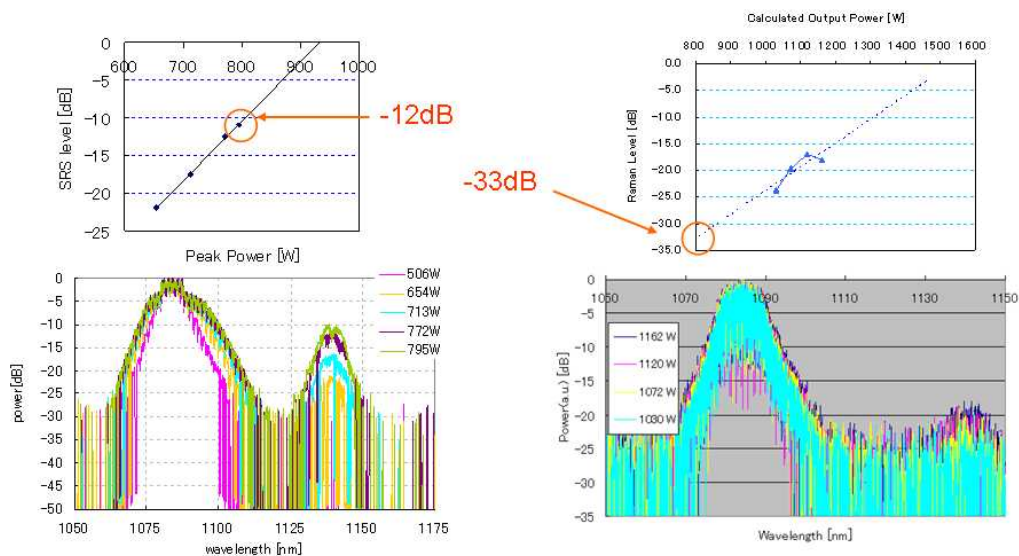 0
600 700 800 900 1000
-5
-10
-15
-20
-25
SRS level [dB]
Peak Power [W]
-12dB
Calculated Output Power [W]
800 900 1000 1100 1200 1300 1400 1500 1600
0.0
-5.0
-10.0
-15.0
-20.0
-25.0
-30.0
-35.0
Raman Level [dB]
-33dB
0
-5
-10
-15
-20
-25
-30
-35
-40
-45
-50
power[dB]
1050 1075 1100 1125 1150 1175
wavelength [nm]
506W
654W
713W
772W
795W
0
1050 1070 1090 1110 1130 1150
-5
-10
-15
-20
-25
-30
-35
Power(a.u) [dB]
1162 W
1120 W
1072 W
1030 W
Wavelength [nm]